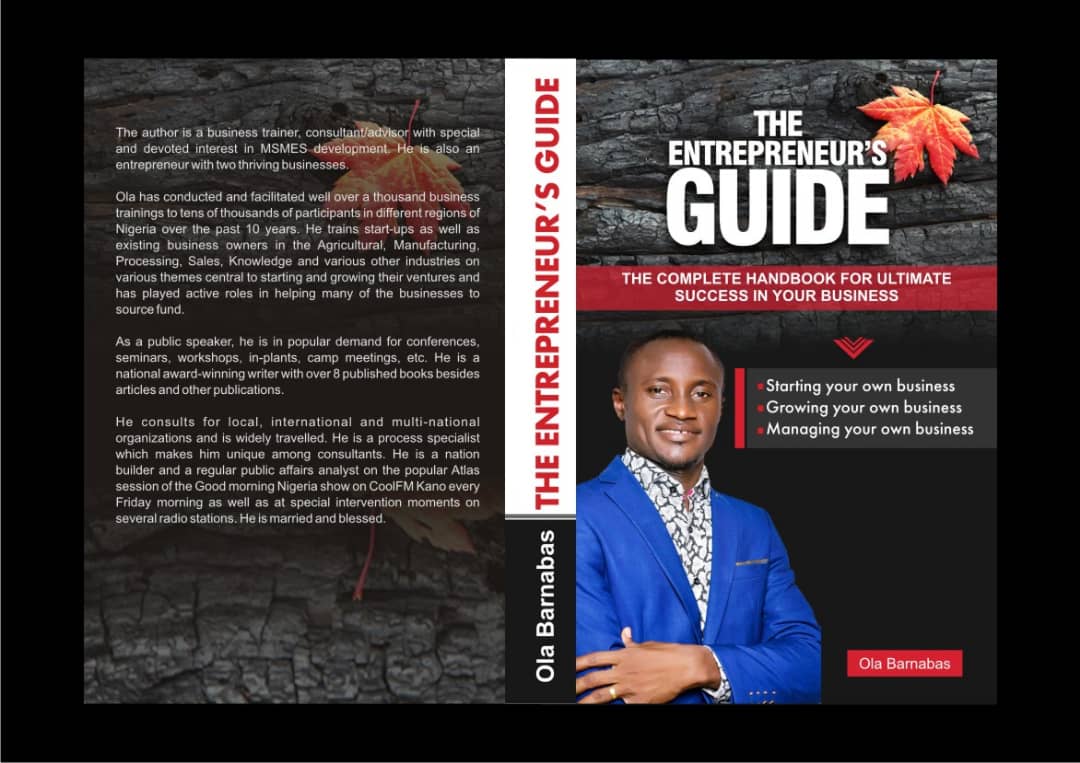 The author is a business trainer, consultant/advisor with special
and devoted interest in MSMES development. He is also an
entrepreneur with two thriving businesses.
Ola has conducted and facilitated well over a thousand business
trainings to tens of thousands of participants in different regions of
Nigeria over the past 10 years. He trains start-ups as well as
existing business owners in the Agricultural, Manufacturing,
Processing, Sales, Knowledge and various other industries on
various themes central to starting and growing their ventures and
has played active roles in helping many of the businesses to
source fund.
As a public speaker, he is in popular demand for conferences,
seminars, workshops, in-plants, camp meetings, etc. He is a
national award-winning writer with over 8 published books besides
articles and other publications.
He consults for local, international and multi-national
organizations and is widely travelled. He is a process specialist
which makes him unique among consultants. He is a nation
builder and a regular public affairs analyst on the popular Atlas
session of the Good morning Nigeria show on CoolFM Kano every
Friday morning as well as at special intervention moments on
several radio stations. He is married and blessed.
THE ENTREPRENEUR'S GUIDE
Ola Barnabas
THE
ENTREPRENEUR'S
GUIDE
THE COMPLETE HANDBOOK FOR ULTIMATE
SUCCESS IN YOUR BUSINESS
Starting your own business
Growing your own business
Managing your own business
Ola Barnabas